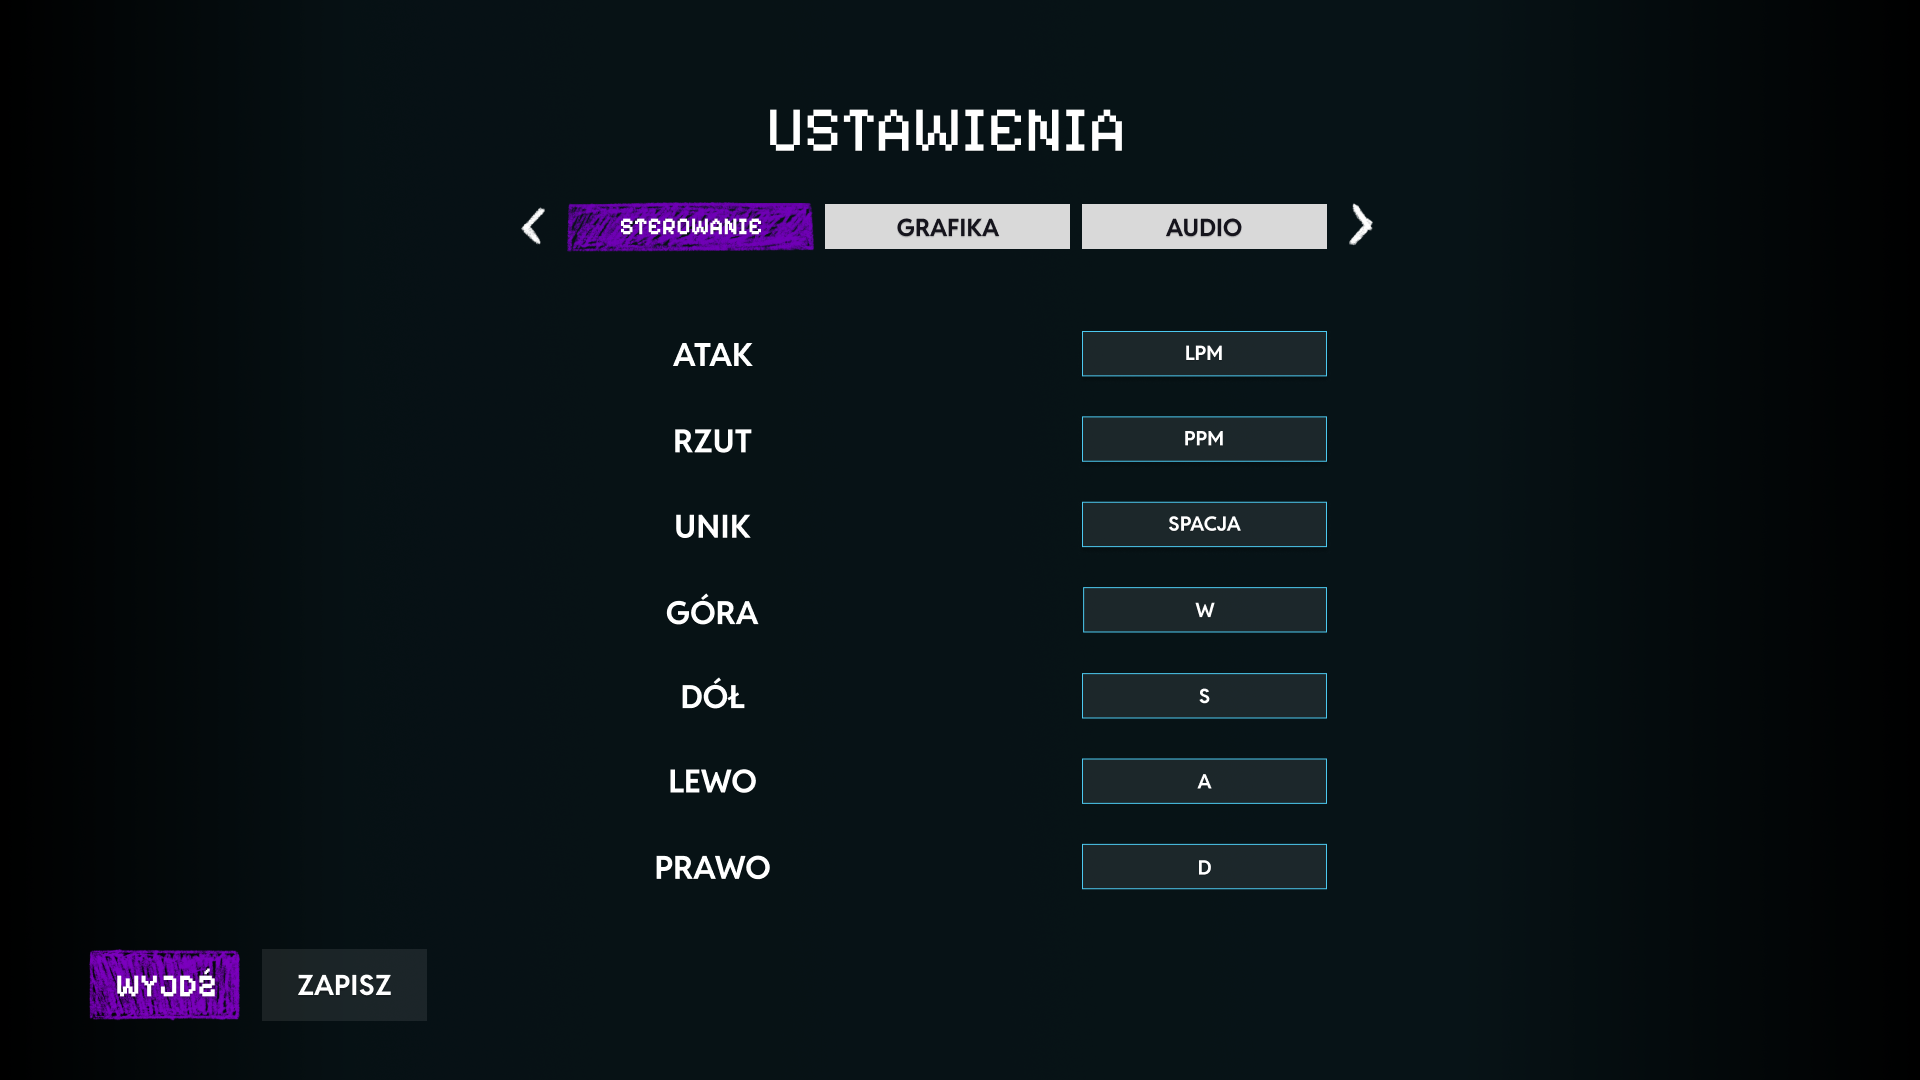 USTAWIENIA
STEROWANIE GRAFIKA AUDIO
ATAK LPM
RZUT PPM
UNIK SPACJA
GÓRA W
DÓŁ S
LEWO A
PRAWO D
WYJDŹ ZAPISZ